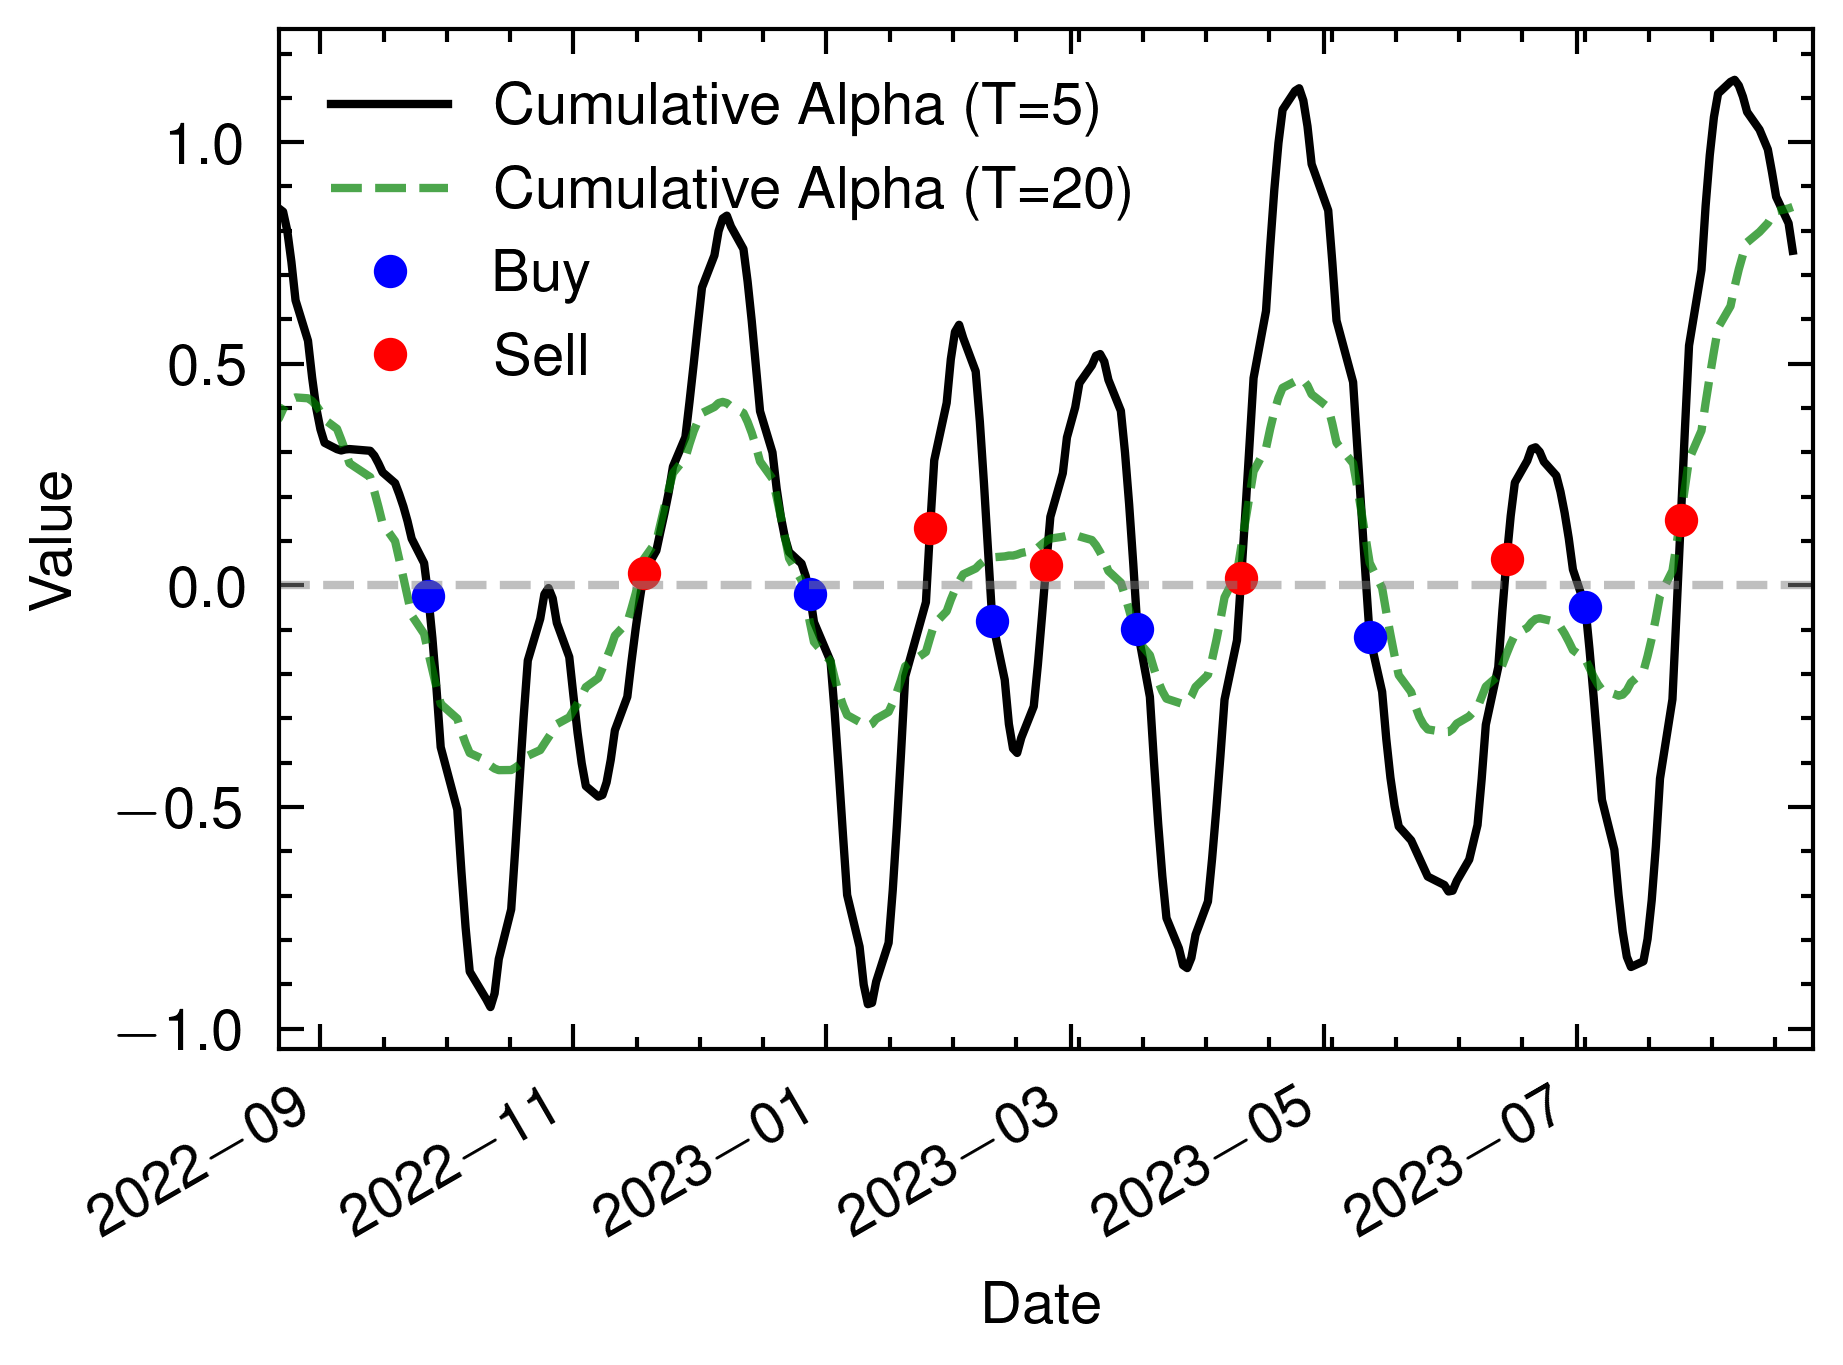 Cumulative Alpha (T=5)
Cumulative Alpha (T=20)
Buy
Sell
Value
1.0
0.5
0.0
−0.5
−1.0
2022−09
2022−11
2023−01
2023−03
2023−05
2023−07
Date